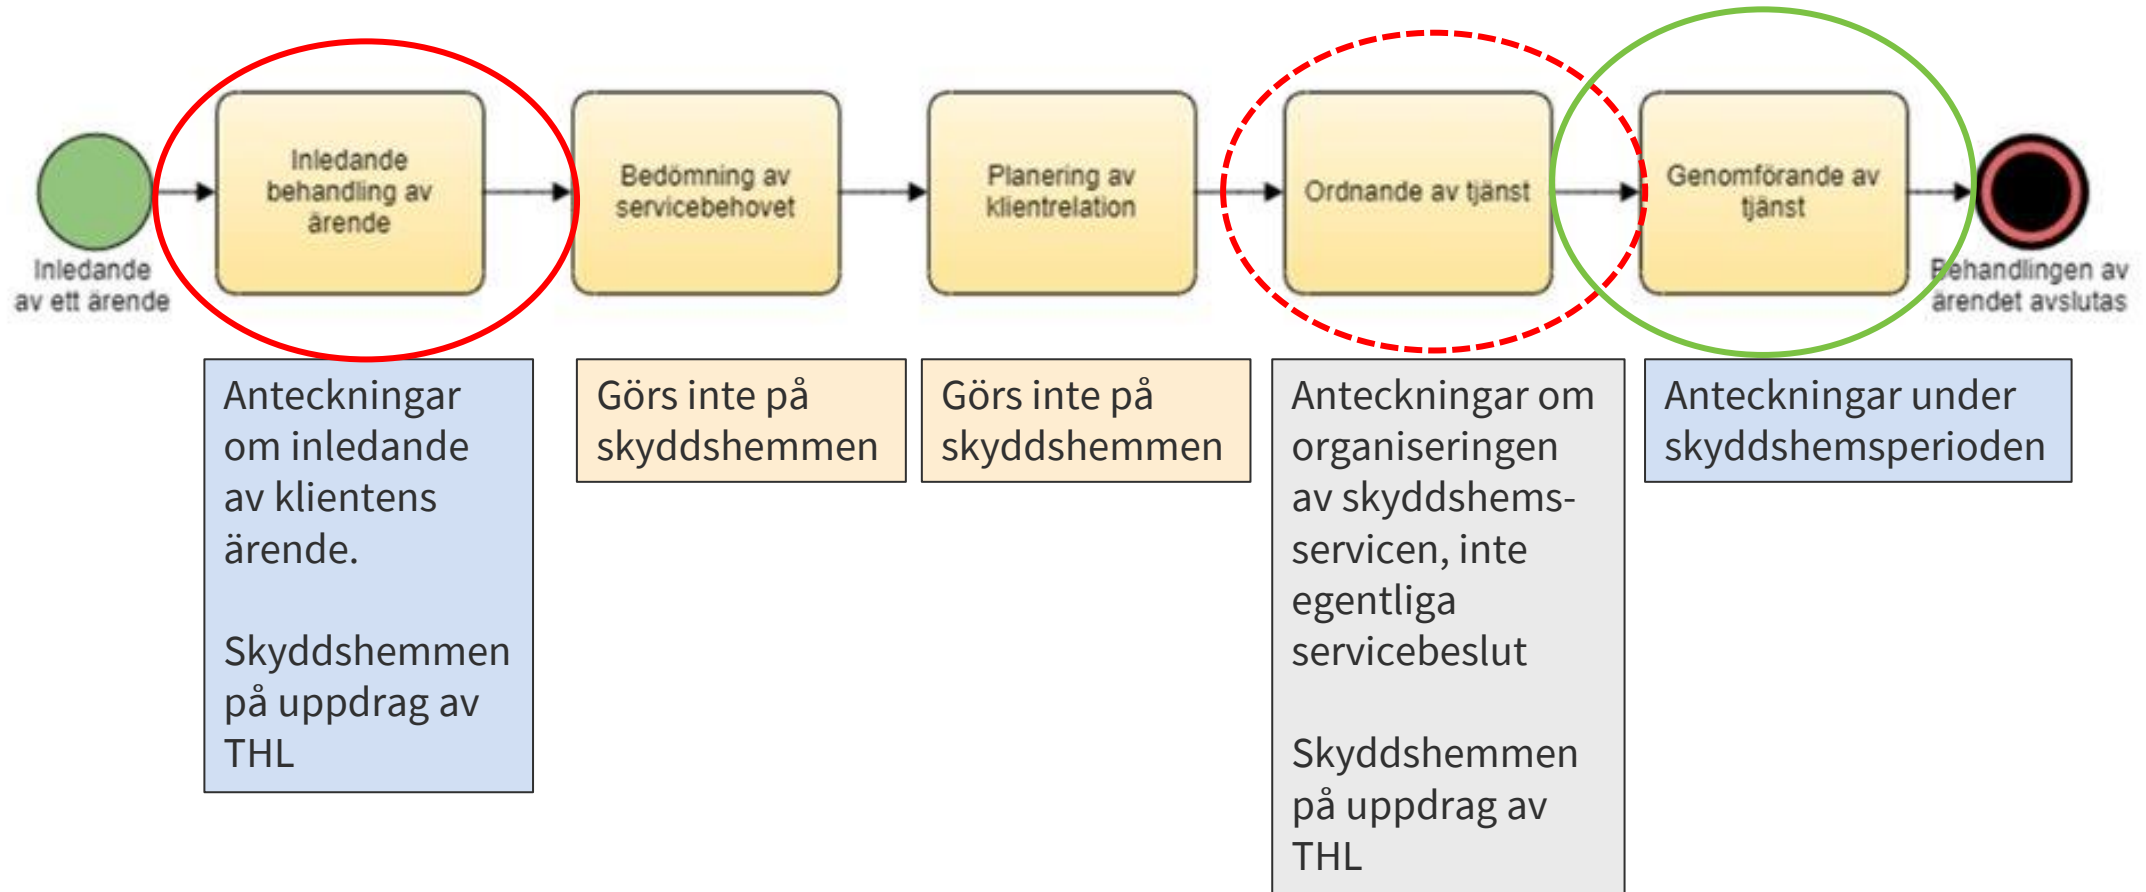 Inledande
av ett ärende
Inledande
behandling av
ärende
Bedömning av
servicebehovet
Planering av
klientrelation
Ordnande av tjänst
Genomförande av
tjänst
Behandlingen av
ärendet avslutas
Anteckningar
om inledande
av klientens
ärende.
Skyddshemmen
på uppdrag av
THL
Görs inte på
skyddshemmen
Görs inte på
skyddshemmen
Anteckningar om
organiseringen
av skyddshems-
servicen, inte
egentliga
servicebeslut
Skyddshemmen
på uppdrag av
THL
Anteckningar under
skyddshemsperioden